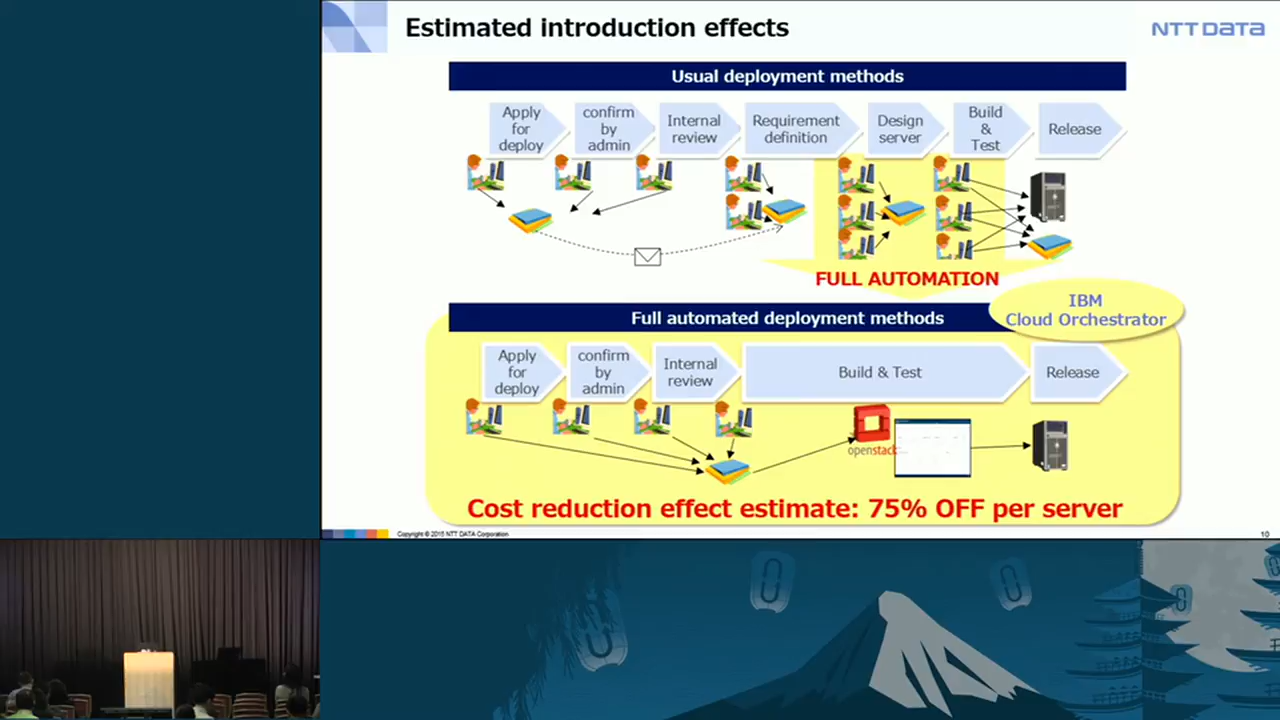 Estimated introduction effects
NTT DATA
Usual deployment methods
Apply
for
deploy
confirm
by
admin
Internal
review
Requirement
definition
Design
server
Build
&
Test
Release
FULL AUTOMATION
IBM
Cloud Orchestrator
Full automated deployment methods
Apply
for
deploy
confirm
by
admin
Internal
review
Build & Test
Release
openstack
Cost reduction effect estimate: 75% OFF per server
Copyright © 2015 NTT DATA Corporation
10